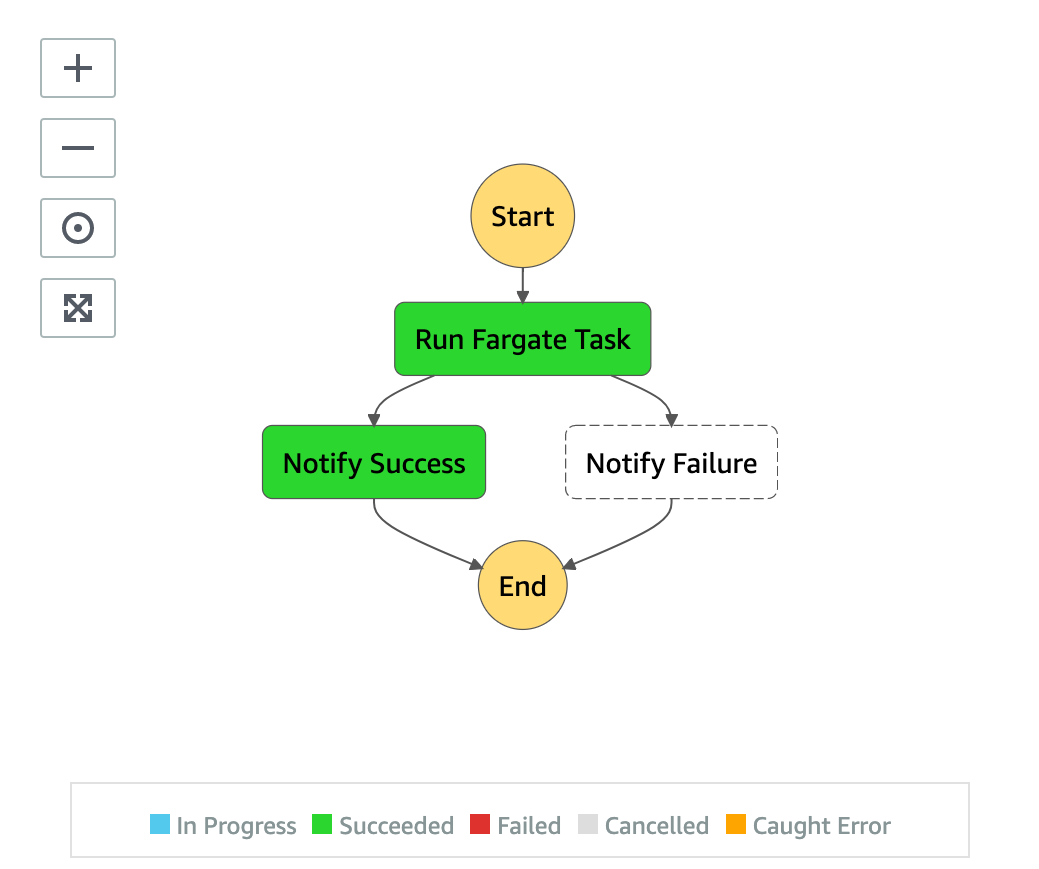 Start
Run Fargate Task
Notify Success
Notify Failure
End
In Progress Succeeded Failed Cancelled Caught Error